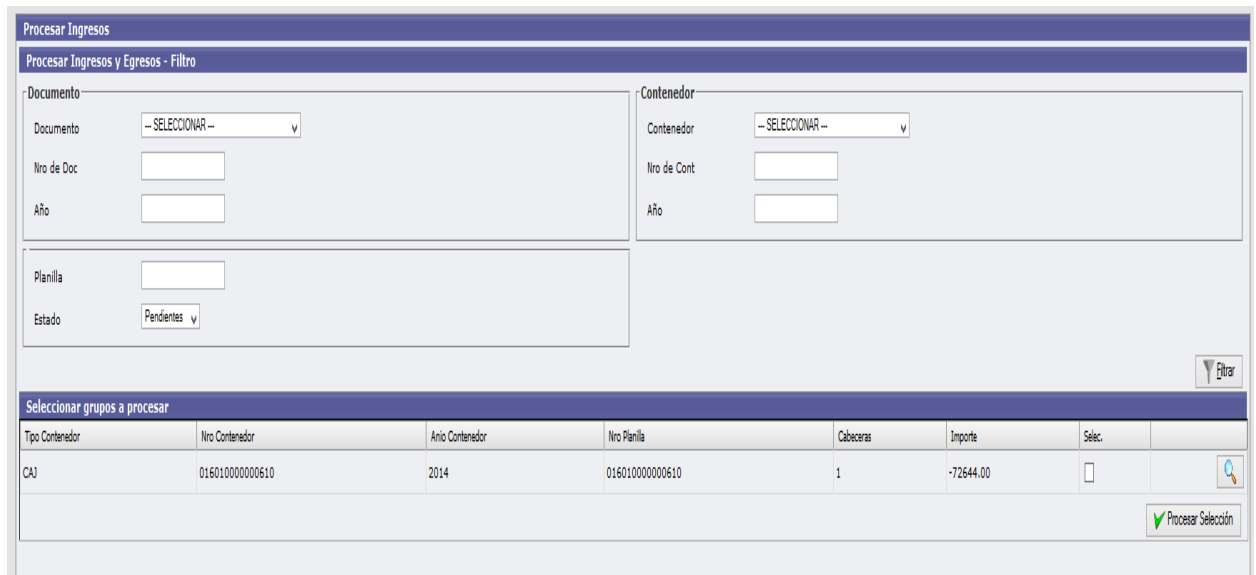 Procesar Ingresos
Procesar Ingresos y Egresos - Filtro
Documento
Documento -- SELECCIONAR --
Nro de Doc
Año
Contenedor
Contenedor -- SELECCIONAR --
Nro de Cont
Año
Planilla
Estado Pendientes
Filtrar
Seleccionar grupos a procesar
Tipo Contenedor Nro Contenedor Anio Contenedor Nro Planilla Cabeceras Importe Selec.
CAJ 016010000000610 2014 016010000000610 1 -72644.00
Procesar Selección